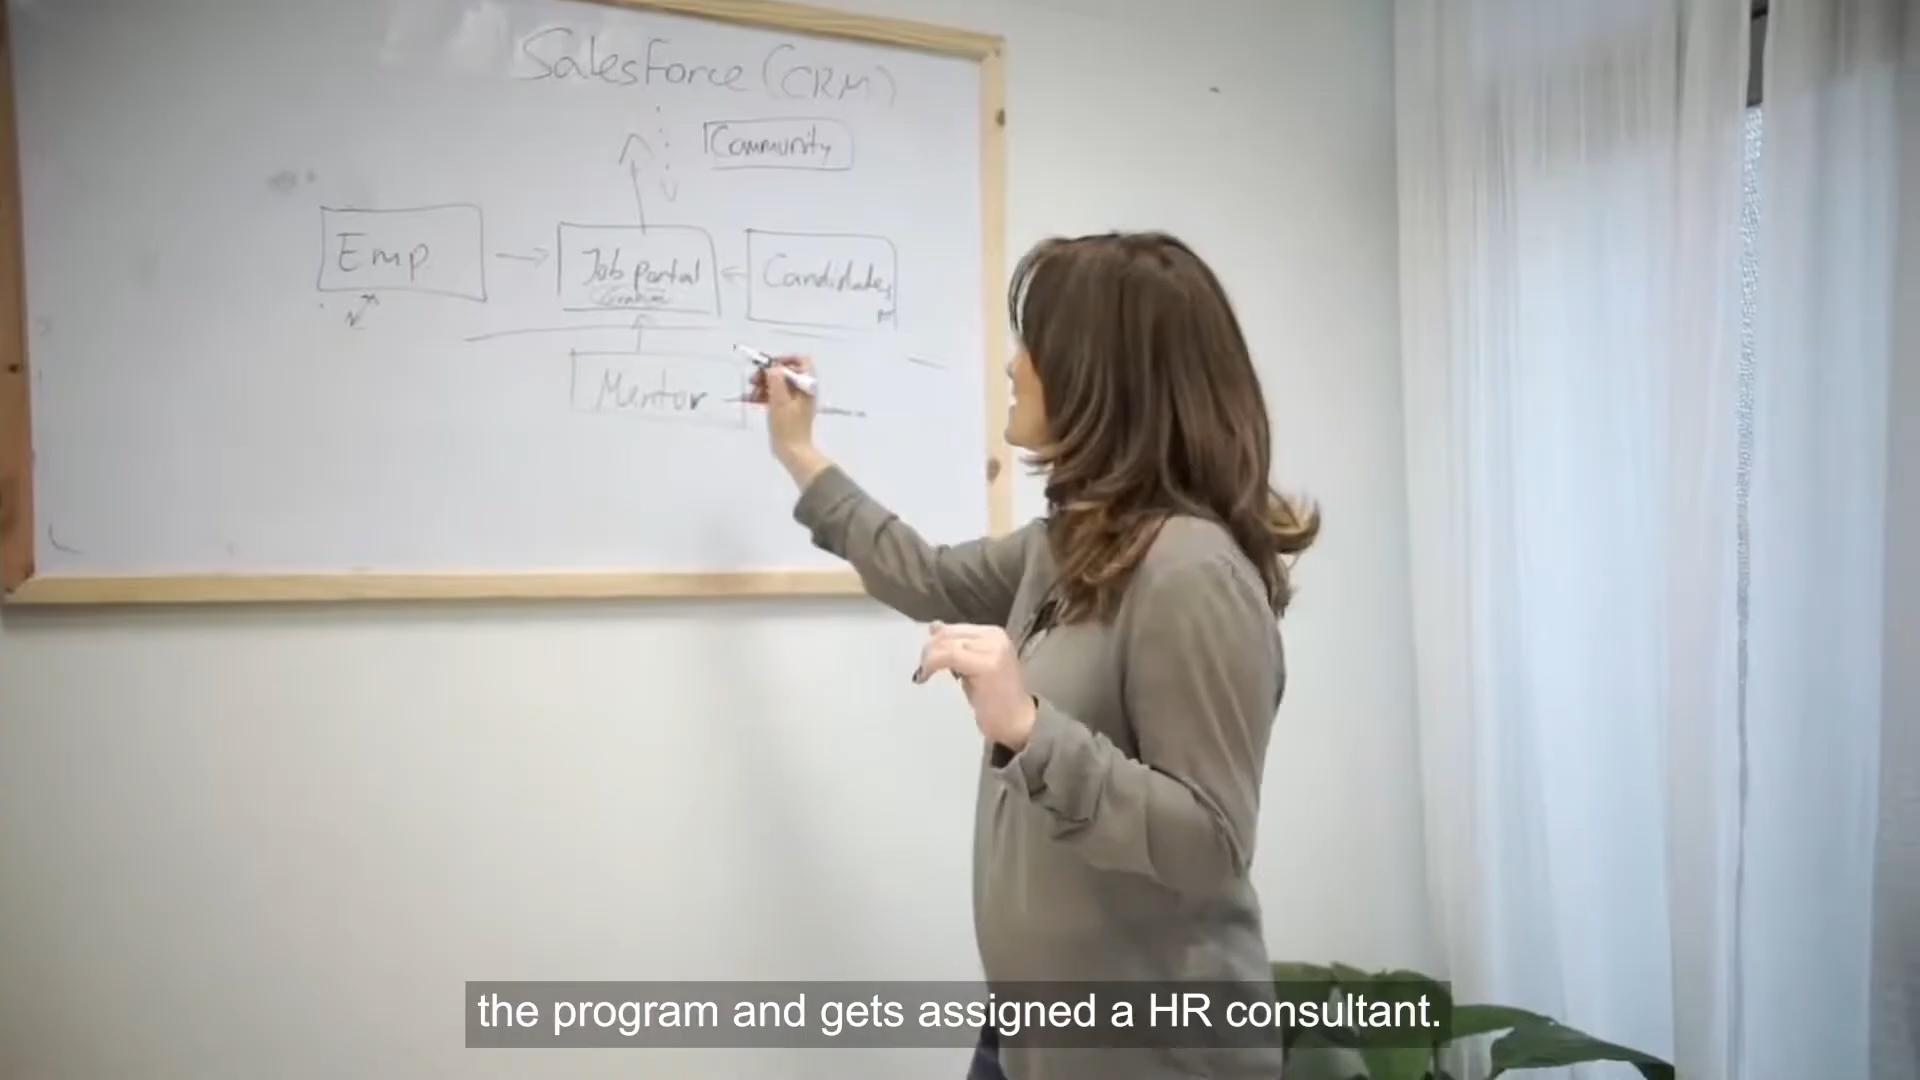 Salesforce (CRM)
Community
Emp
Job portal
Candidates
Mentor
the program and gets assigned a HR consultant.